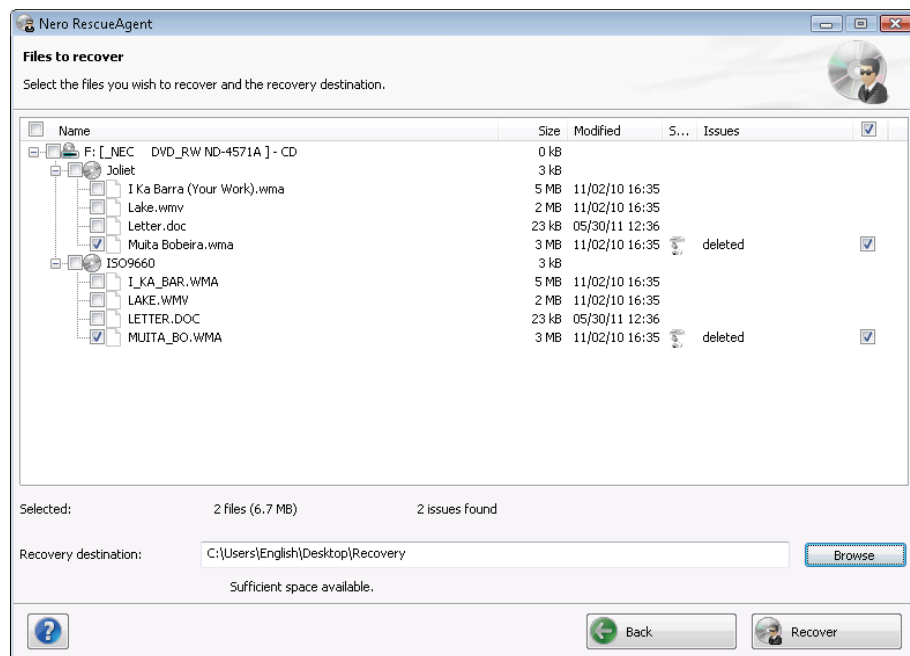 Nero RescueAgent
Files to recover
Select the files you wish to recover and the recovery destination.
Name Size Modified S... Issues
F: [_NEC DVD_RW ND-4571A ] - CD 0 kB
Joliet 3 kB
I Ka Barra (Your Work).wma 5 MB 11/02/10 16:35
Lake.wmv 2 MB 11/02/10 16:35
Letter.doc 23 kB 05/30/11 12:36
Muita Bobeira.wma 3 MB 11/02/10 16:35 deleted
ISO9660 3 kB
I_KA_BAR.WMA 5 MB 11/02/10 16:35
LAKE.WMV 2 MB 11/02/10 16:35
LETTER.DOC 23 kB 05/30/11 12:36
MUITA_BO.WMA 3 MB 11/02/10 16:35 deleted
Selected: 2 files (6.7 MB) 2 issues found
Recovery destination: C:\Users\English\Desktop\Recovery Browse
Sufficient space available.
? Back Recover